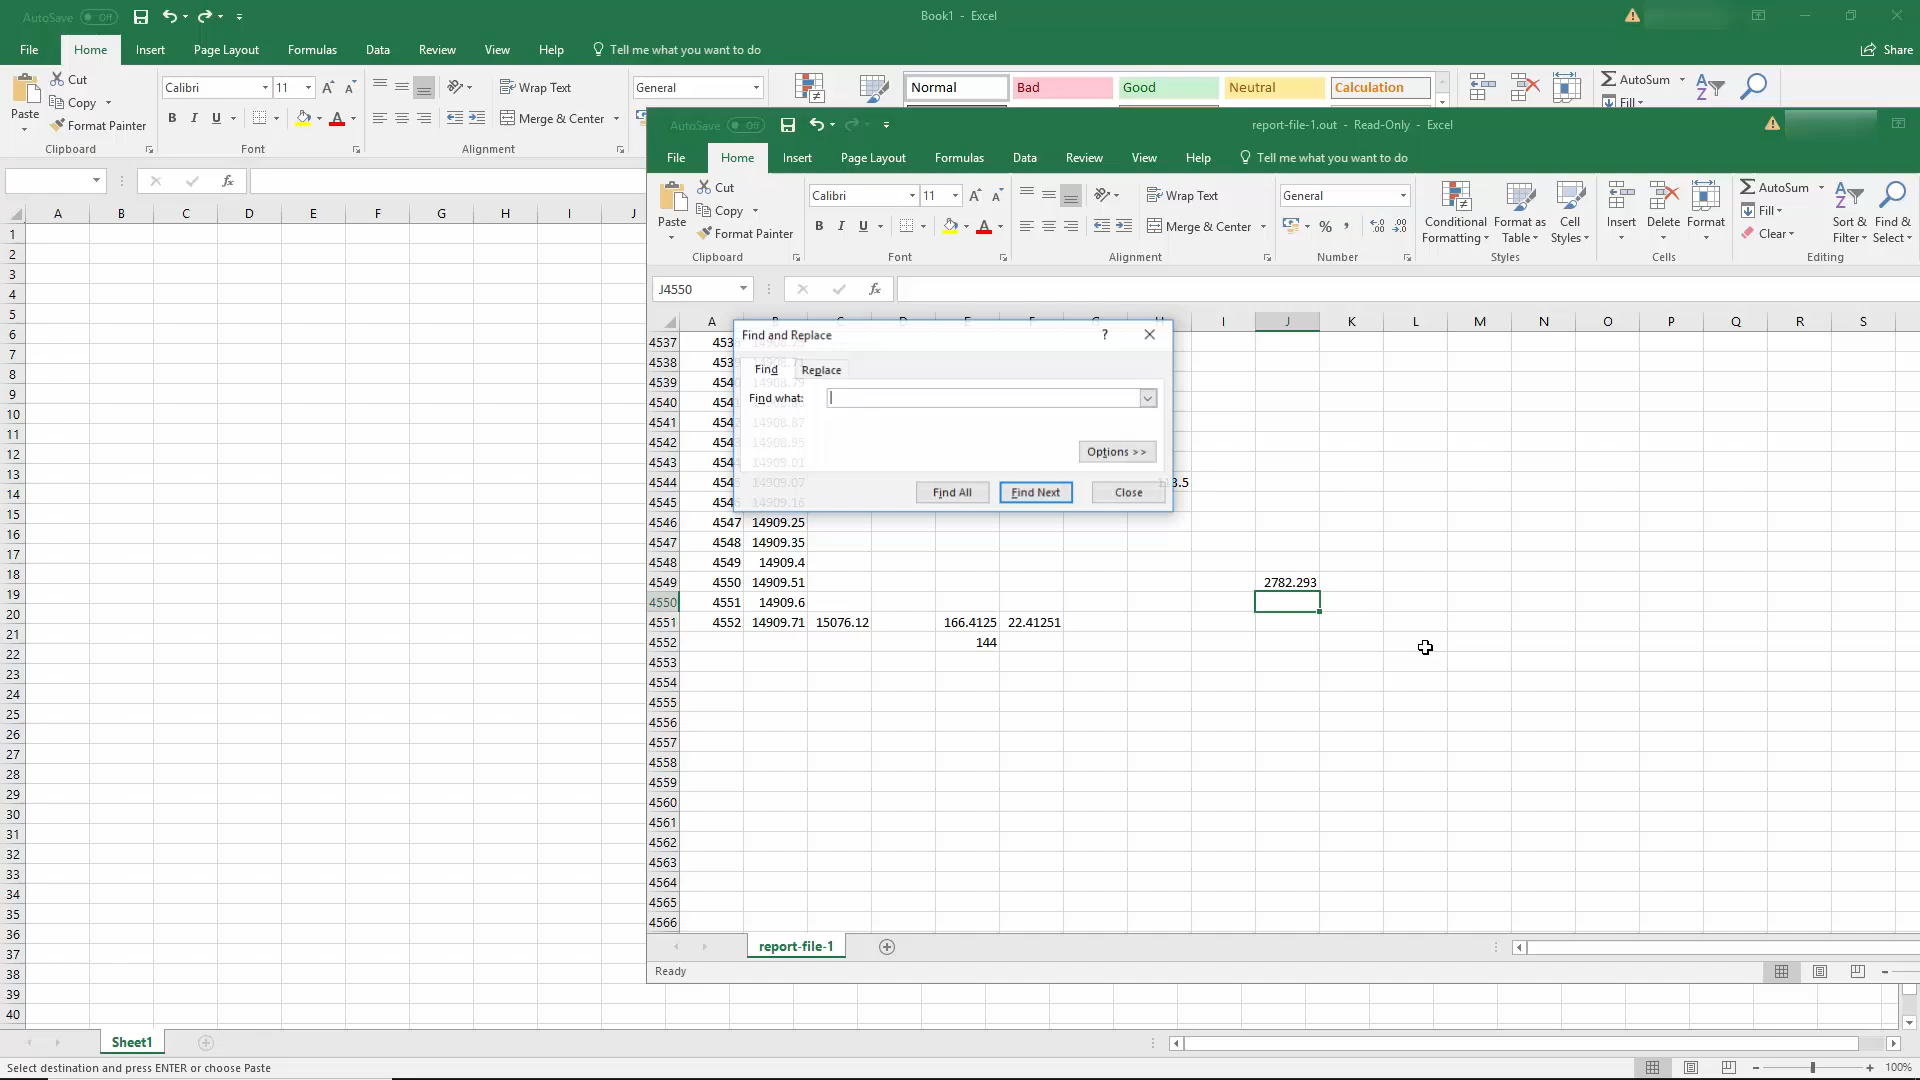 AutoSave Off
Book1 - Excel
File Home Insert Page Layout Formulas Data Review View Help Tell me what you want to do
Share
Paste
Cut
Copy
Format Painter
Clipboard
Calibri 11
B I U
Font
Wrap Text
Merge & Center
Alignment
General
Normal Bad Good Neutral Calculation
AutoSum
Fill
A B C D E F G H I J
1
2
3
4
5
6
7
8
9
10
11
12
13
14
15
16
17
18
19
20
21
22
23
24
25
26
27
28
29
30
31
32
33
34
35
36
37
38
39
40
Sheet1
Select destination and press ENTER or choose Paste
100%
AutoSave Off
report-file-1.out - Read-Only - Excel
File Home Insert Page Layout Formulas Data Review View Help Tell me what you want to do
Paste
Cut
Copy
Format Painter
Clipboard
Calibri 11
B I U
Font
Wrap Text
Merge & Center
Alignment
General
%
Number
Conditional Formatting
Format as Table
Cell Styles
Styles
Insert Delete Format
Cells
AutoSum
Fill
Clear
Sort & Filter
Find & Select
Editing
J4550
fx
A B C D E F G H I J K L M N O P Q R S
Find and Replace
?
Find
Replace
Find what:
Options >>
Find All
Find Next
Close
4537
4538
4539
4540
4541 14908.87
4542 14908.95
4543 14909.01
4544 14909.07
4545 14909.16
4546 4547 14909.25
4547 4548 14909.35
4548 4549 14909.4
4549 4550 14909.51 2782.293
4550 4551 14909.6
4551 4552 14909.71 15076.12 166.4125 22.41251
4552 144
4553
4554
4555
4556
4557
4558
4559
4560
4561
4562
4563
4564
4565
4566
report-file-1
Ready